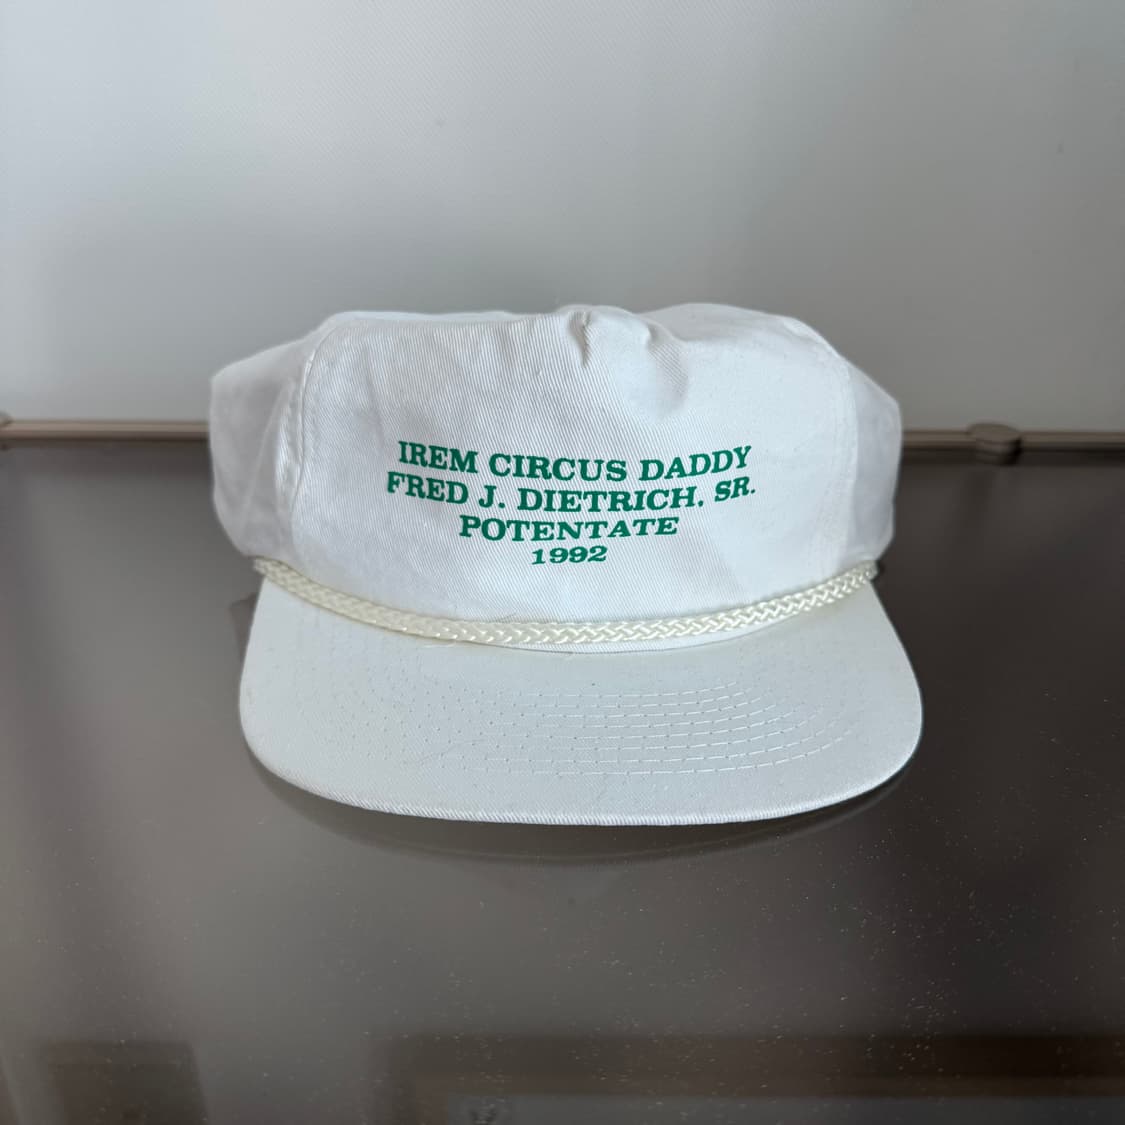 IREM CIRCUS DADDY
FRED J. DIETRICH, SR.
POTENTATE
1992